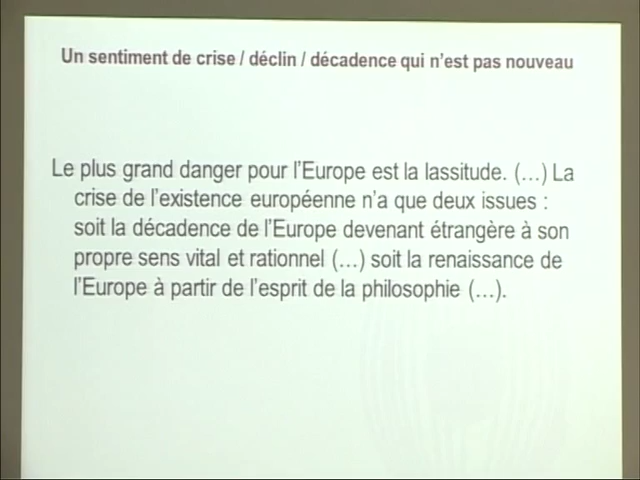 Un sentiment de crise / déclin / décadence qui n'est pas nouveau
Le plus grand danger pour l'Europe est la lassitude. (…) La
crise de l'existence européenne n'a que deux issues :
soit la décadence de l'Europe devenant étrangère à son
propre sens vital et rationnel (…) soit la renaissance de
l'Europe à partir de l'esprit de la philosophie (…).